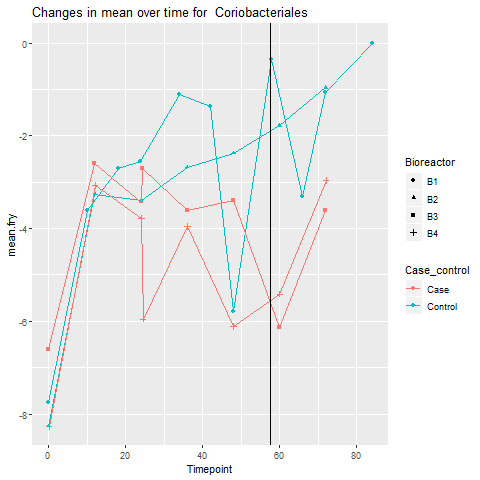 Changes in mean over time for  Coriobacteriales
0
-2
-4
-6
-8
mean.fry
0
20
40
60
80
Timepoint
Bioreactor
B1
B2
B3
B4
Case_control
Case
Control